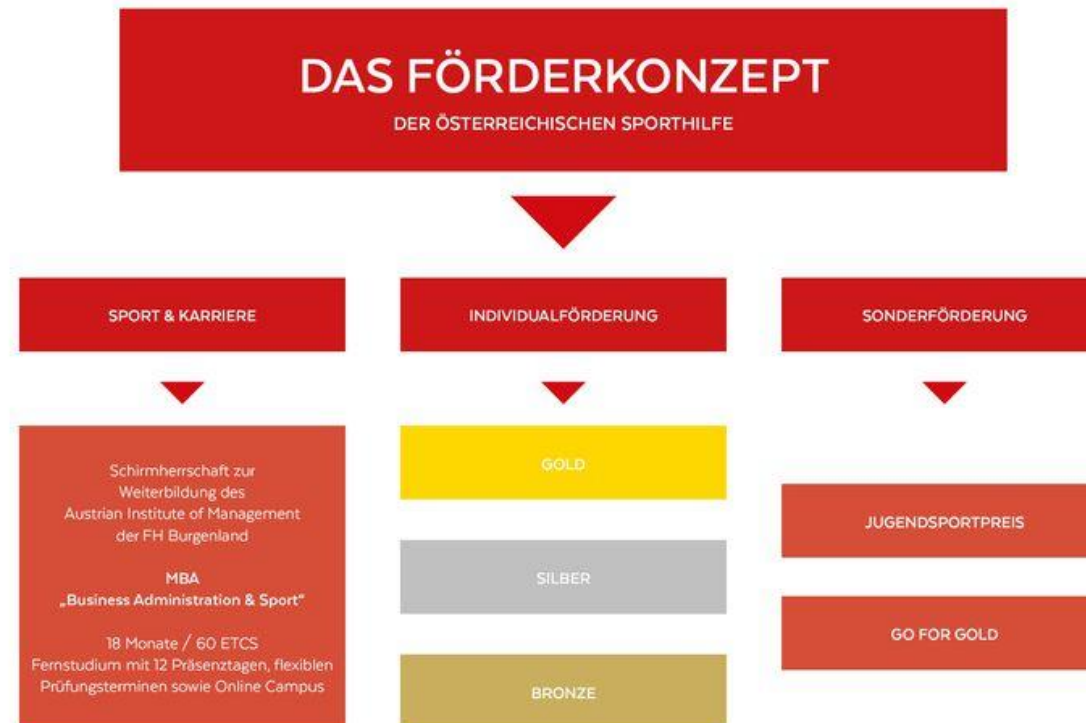 DAS FÖRDERKONZEPT
DER ÖSTERREICHISCHEN SPORTHILFE
SPORT & KARRIERE
Schirmherrschaft zur
Weiterbildung des
Austrian Institute of Management
der FH Burgenland
MBA
„Business Administration & Sport“
18 Monate / 60 ETCS
Fernstudium mit 12 Präsenztagen, flexiblen
Prüfungsterminen sowie Online Campus
INDIVIDUALFÖRDERUNG
GOLD
SILBER
BRONZE
SONDERFÖRDERUNG
JUGENDSPORTPREIS
GO FOR GOLD